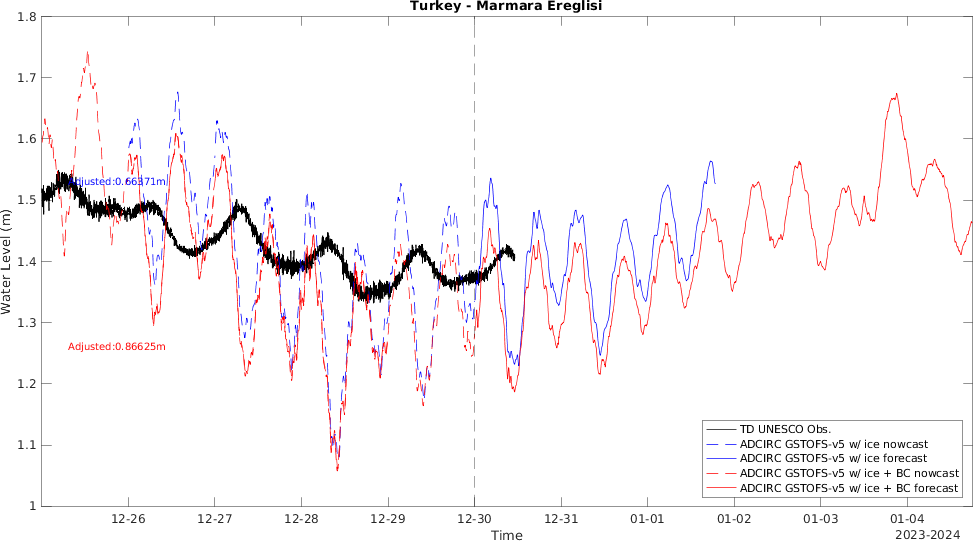 Turkey - Marmara Ereglisi
1.8
1.7
1.6
1.5
1.4
1.3
1.2
1.1
1
Water Level (m)
Adjusted:0.66371m
Adjusted:0.86625m
TD UNESCO Obs.
ADCIRC GSTOFS-v5 w/ ice nowcast
ADCIRC GSTOFS-v5 w/ ice forecast
ADCIRC GSTOFS-v5 w/ ice + BC nowcast
ADCIRC GSTOFS-v5 w/ ice + BC forecast
12-26 12-27 12-28 12-29 12-30 12-31 01-01 01-02 01-03 01-04
Time
2023-2024